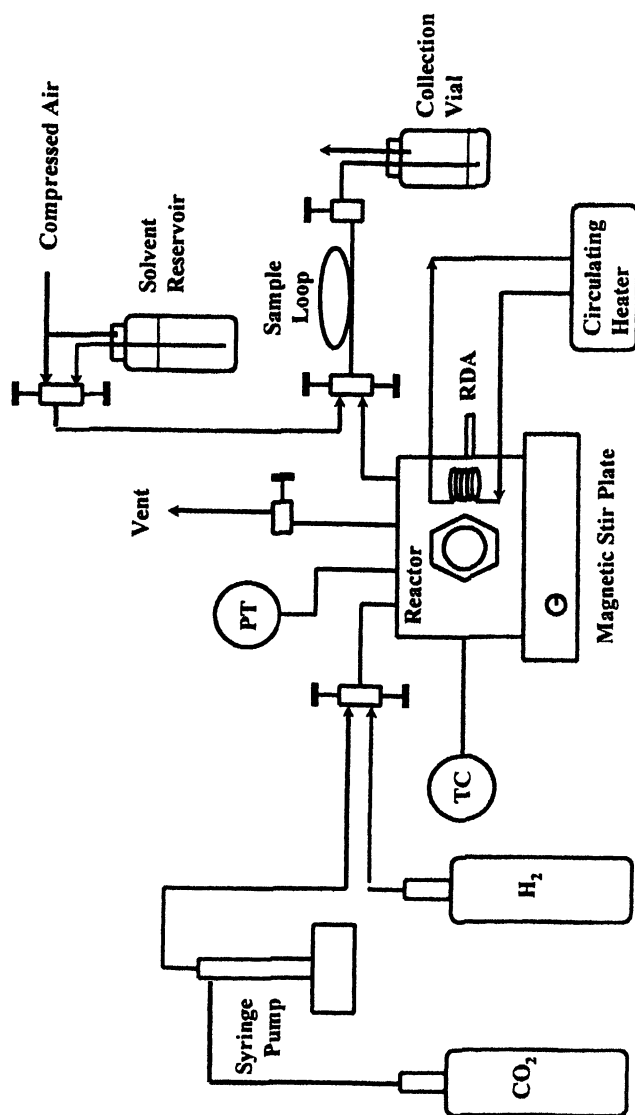 Compressed Air
Solvent
Reservoir
Vent
Sample
Loop
Collection
Vial
PT
Reactor
RDA
TC
Syringe
Pump
CO₂
H₂
Magnetic Stir Plate
Circulating
Heater